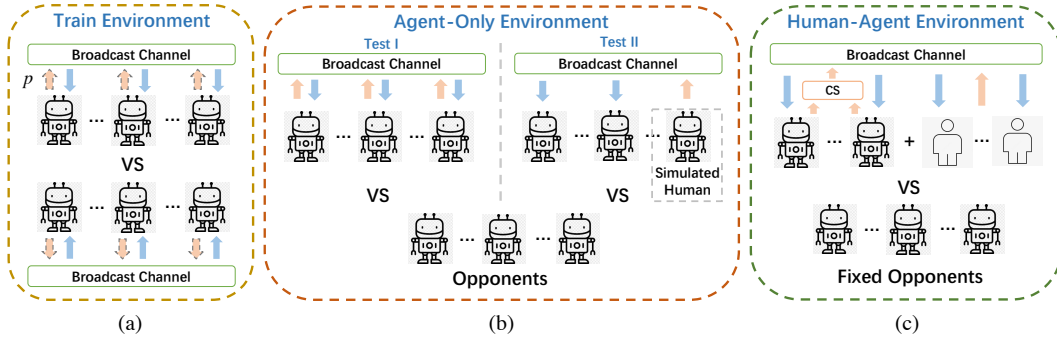 Train Environment
Broadcast Channel
p
...
...
VS
...
...
Broadcast Channel
(a)
Agent-Only Environment
Test I
Test II
Broadcast Channel
Broadcast Channel
...
...
...
...
Simulated
Human
VS
VS
...
...
Opponents
(b)
Human-Agent Environment
Broadcast Channel
CS
...
+
...
VS
...
...
Fixed Opponents
(c)